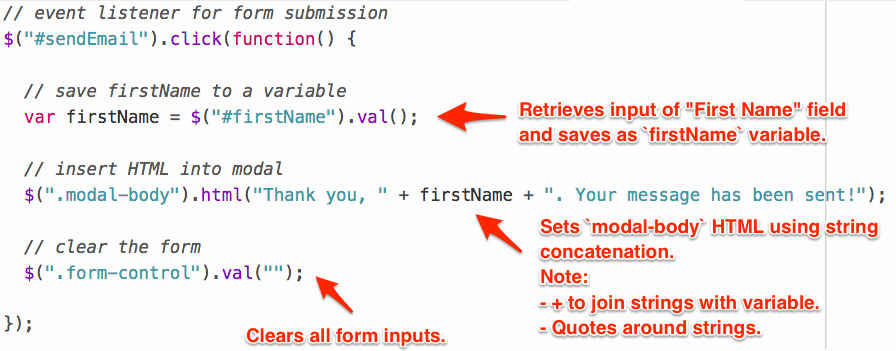 // event listener for form submission
$("#sendEmail").click(function() {
// save firstName to a variable
var firstName = $("#firstName").val();
Retrieves input of "First Name" field
and saves as `firstName` variable.
// insert HTML into modal
$(".modal-body").html("Thank you, " + firstName + ". Your message has been sent!");
Sets `modal-body` HTML using string
concatenation.
Note:
- + to join strings with variable.
- Quotes around strings.
// clear the form
$(".form-control").val("");
Clears all form inputs.
});